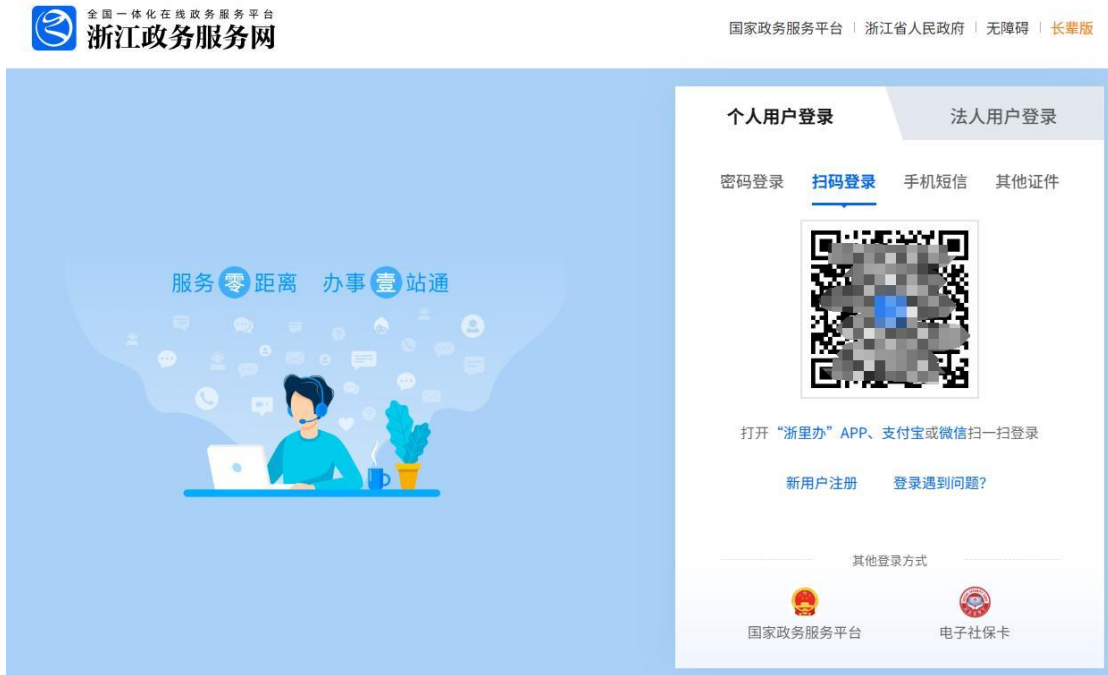 全国一体化在线政务服务平台
浙江政务服务网
国家政务服务平台 | 浙江省人民政府 | 无障碍 | 长辈版
个人用户登录 法人用户登录
密码登录 扫码登录 手机短信 其他证件
服务零距离 办事壹站通
打开“浙里办”APP、支付宝或微信扫一扫登录
新用户注册 登录遇到问题?
其他登录方式
国家政务服务平台 电子社保卡